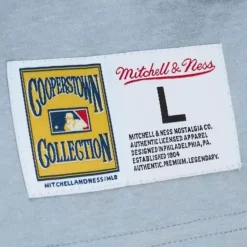 COOPERSTOWN
COLLECTION
MITCHELLANDNESS MLB
Mitchell & Ness
L
MITCHELL & NESS NOSTALGIA CO.
AUTHENTIC LICENSED APPAREL
DESIGNED IN PHILADELPHIA, PA
ESTABLISHED 1904
AUTHENTIC.PREMIUM.LEGENDARY.